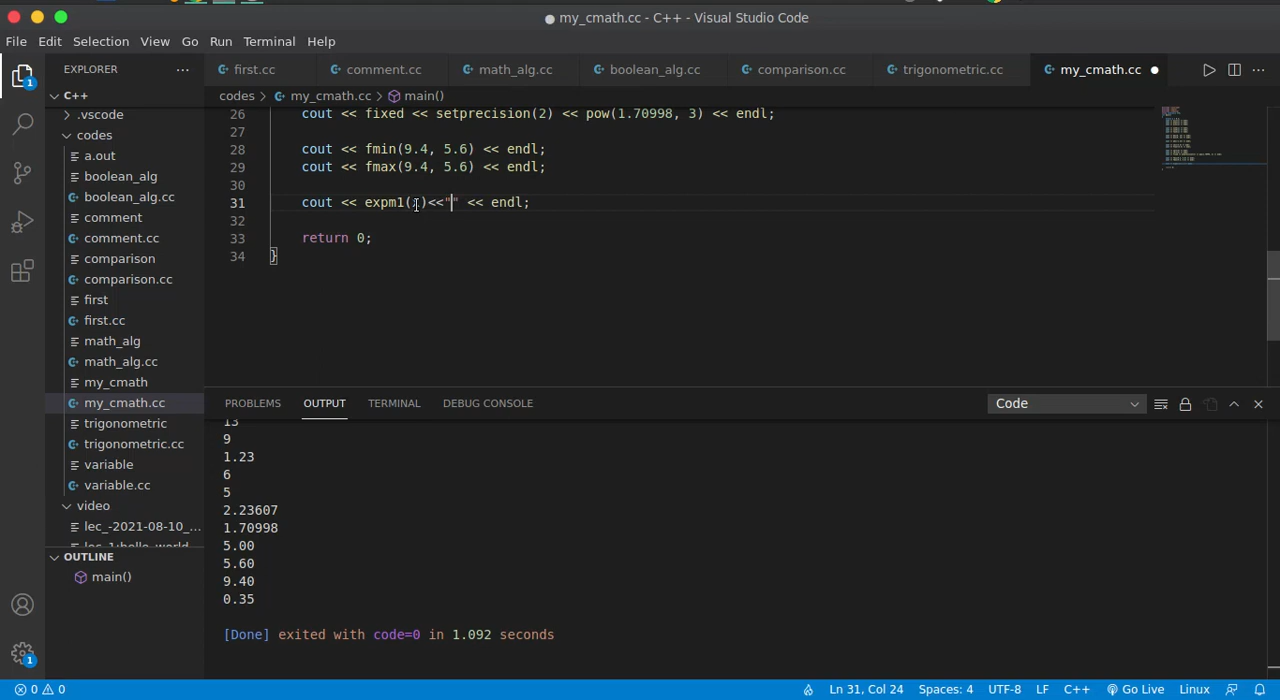 my_cmath.cc - C++ - Visual Studio Code
File Edit Selection View Go Run Terminal Help
EXPLORER
first.cc comment.cc math_alg.cc boolean_alg.cc comparison.cc trigonometric.cc my_cmath.cc
C++
codes > my_cmath.cc > main()
.vscode
codes
a.out
boolean_alg
boolean_alg.cc
comment
comment.cc
comparison
comparison.cc
first
first.cc
math_alg
math_alg.cc
my_cmath
my_cmath.cc
trigonometric
trigonometric.cc
variable
variable.cc
video
lec_-2021-08-10_...
OUTLINE
main()
26 cout << fixed << setprecision(2) << pow(1.70998, 3) << endl;
27
28 cout << fmin(9.4, 5.6) << endl;
29 cout << fmax(9.4, 5.6) << endl;
30
31 cout << expm1( )<<"" << endl;
32
33 return 0;
34 }
PROBLEMS OUTPUT TERMINAL DEBUG CONSOLE Code
13
9
1.23
6
5
2.23607
1.70998
5.00
5.60
9.40
0.35
[Done] exited with code=0 in 1.092 seconds
1
1
0 0 Ln 31, Col 24 Spaces: 4 UTF-8 LF C++ Go Live Linux